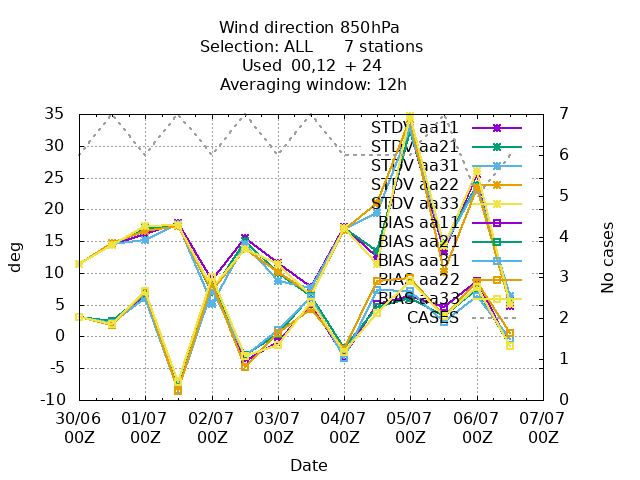 Wind direction 850hPa
Selection: ALL 7 stations
Used 00,12 + 24
Averaging window: 12h
35
30
25
20
15
10
5
0
-5
-10
deg
7
6
5
4
3
2
1
0
No cases
STDV aa11
STDV aa21
STDV aa31
STDV aa22
STDV aa33
BIAS aa11
BIAS aa21
BIAS aa31
BIAS aa22
BIAS aa33
CASES
30/06 01/07 02/07 03/07 04/07 05/07 06/07 07/07
00Z 00Z 00Z 00Z 00Z 00Z 00Z 00Z
Date